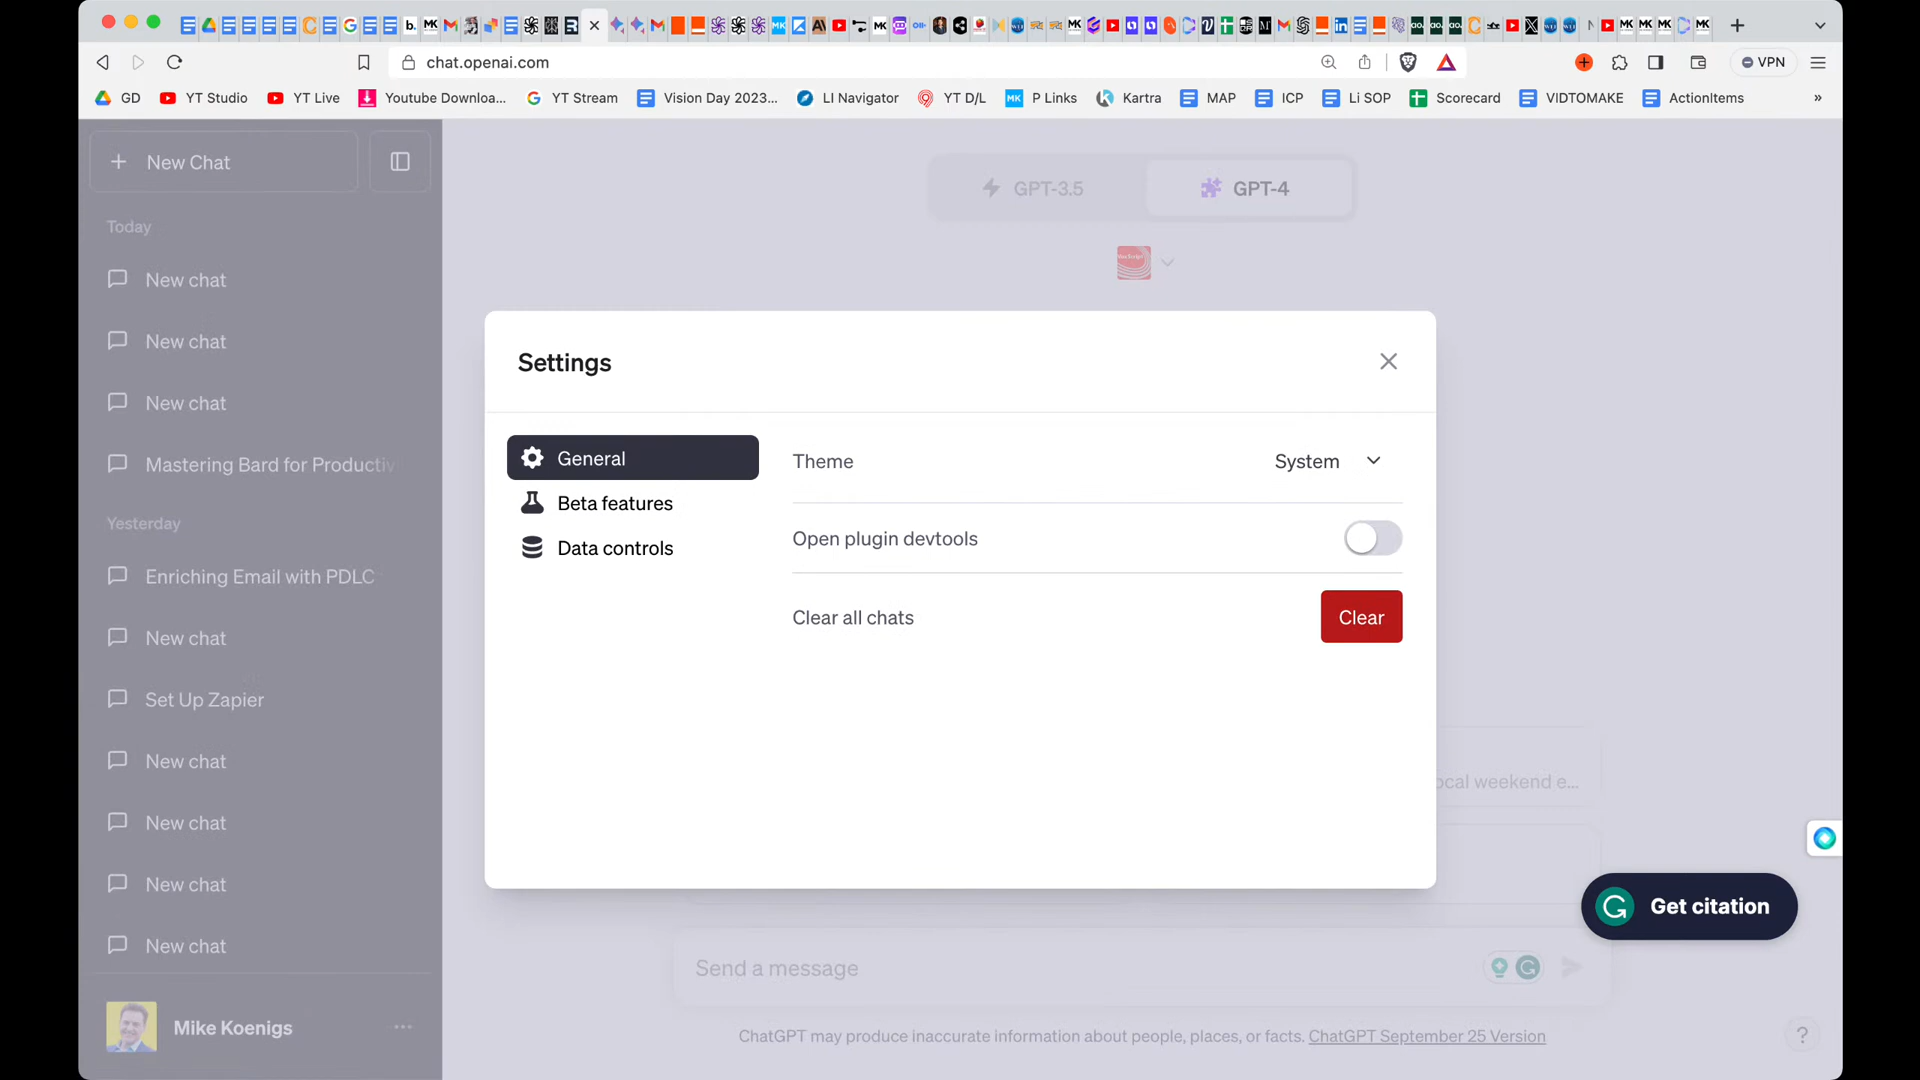 chat.openai.com
VPN
GD
YT Studio
YT Live
Youtube Downloa...
YT Stream
Vision Day 2023...
LI Navigator
YT D/L
P Links
Kartra
MAP
ICP
Li SOP
Scorecard
VIDTOMAKE
ActionItems
»
New Chat
GPT-3.5
GPT-4
Today
New chat
New chat
New chat
Mastering Bard for Productiv
Yesterday
Enriching Email with PDLC
New chat
Set Up Zapier
New chat
New chat
New chat
New chat
Mike Koenigs
Settings
General
Beta features
Data controls
Theme
System
Open plugin devtools
Clear all chats
Clear
ocal weekend e...
Get citation
Send a message
ChatGPT may produce inaccurate information about people, places, or facts. ChatGPT September 25 Version
?